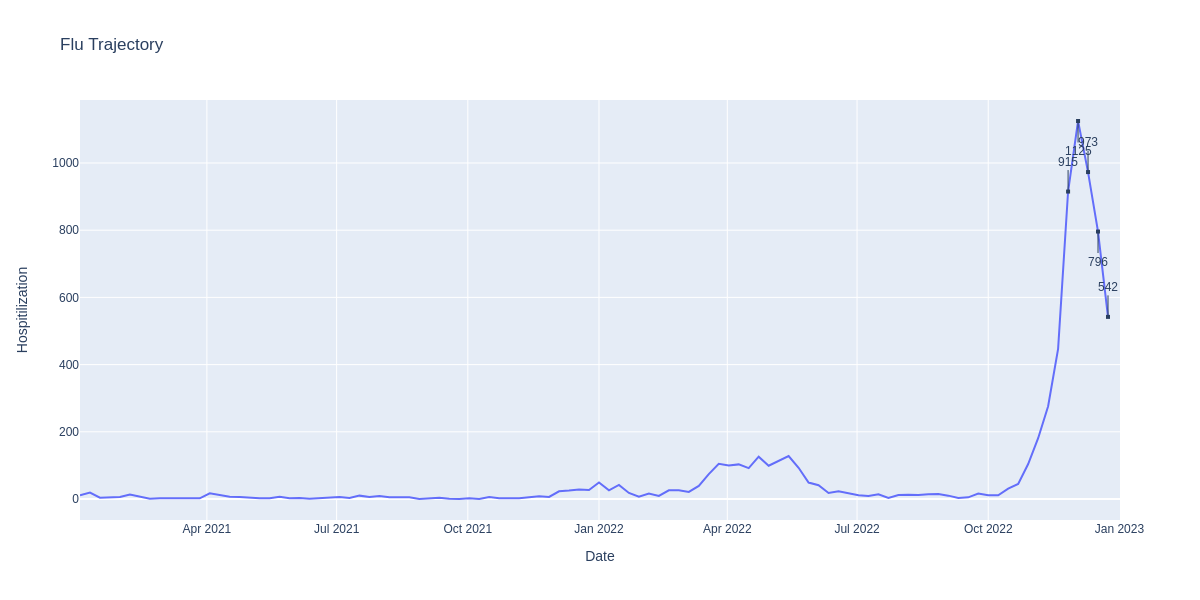 Flu Trajectory
973
1125
915
1000
800
796
542
600
400
200
0
Hospitilization
Apr 2021
Jul 2021
Oct 2021
Jan 2022
Apr 2022
Jul 2022
Oct 2022
Jan 2023
Date